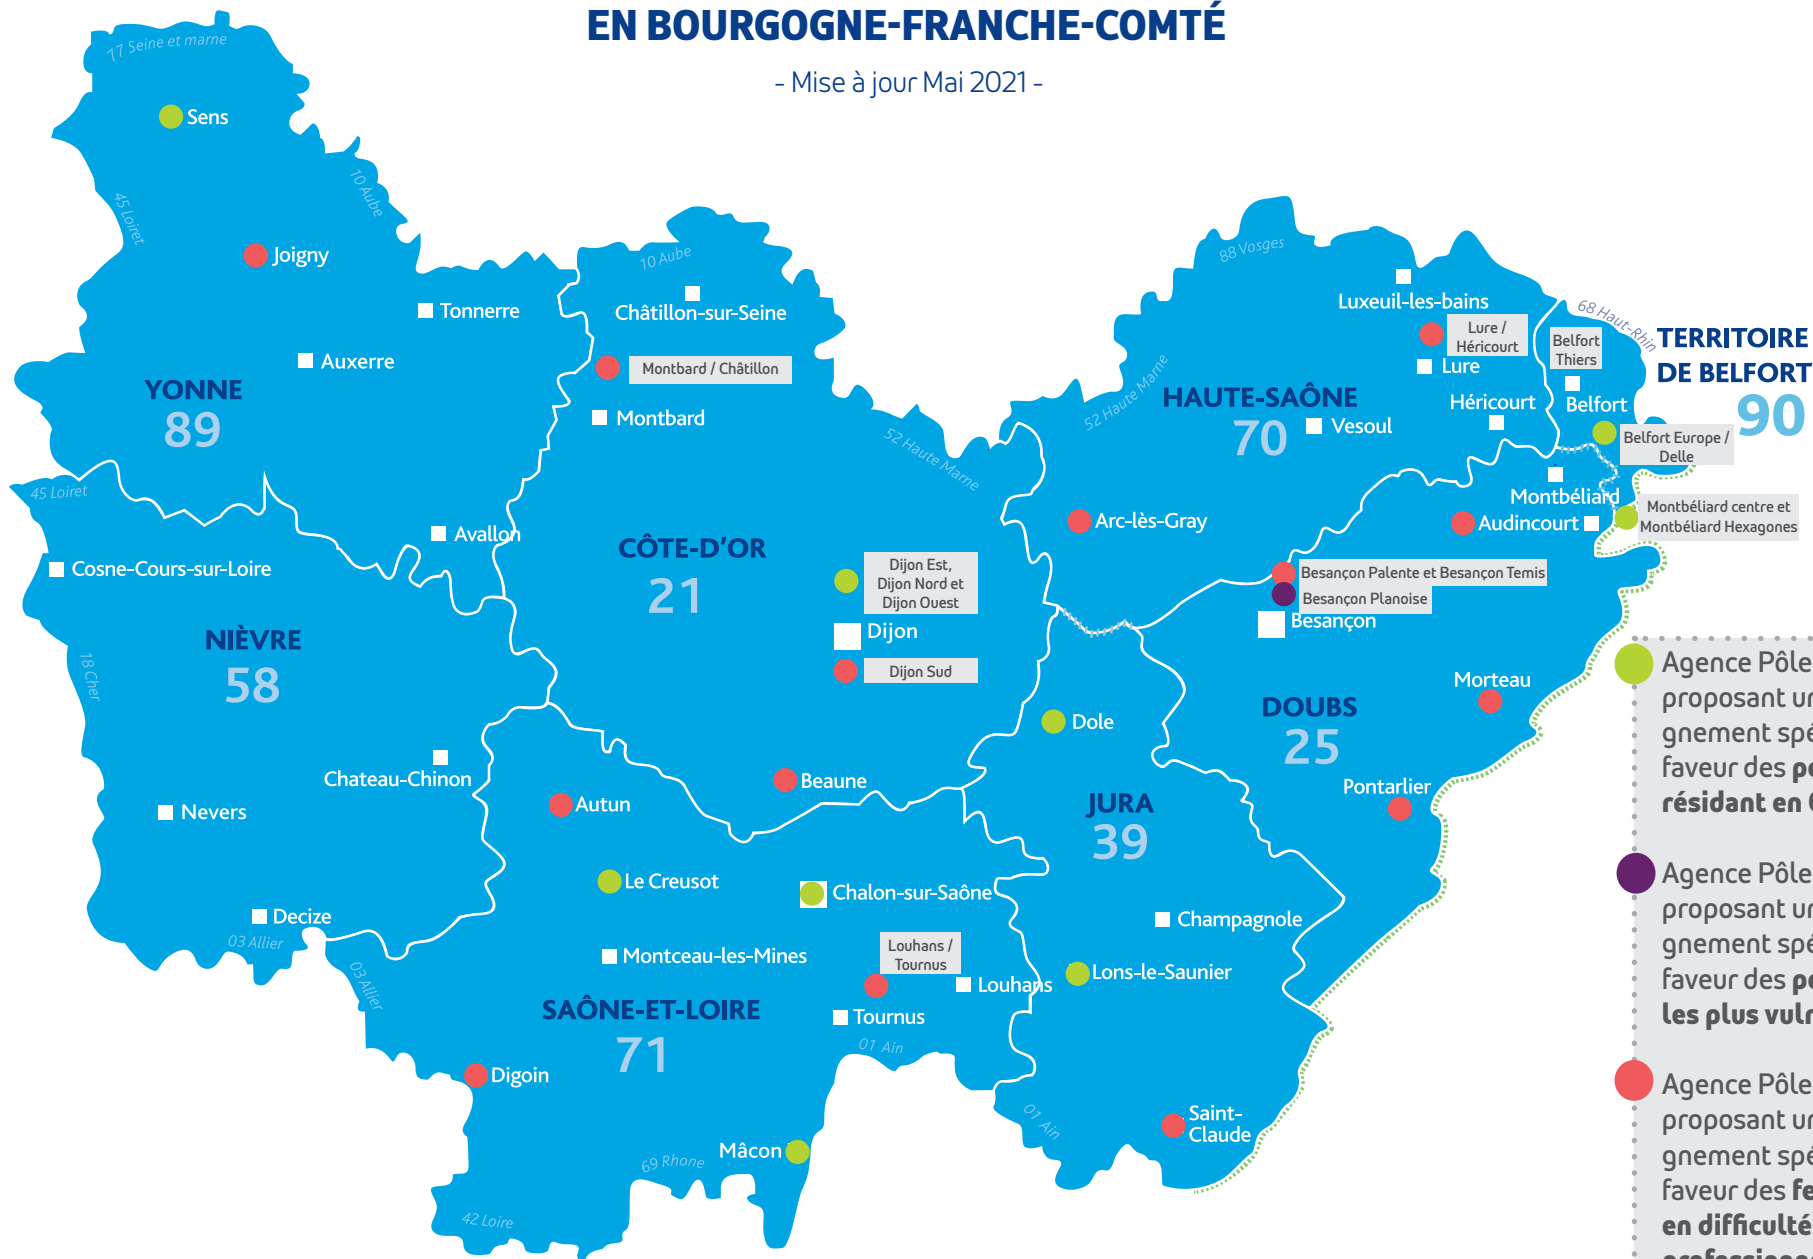 EN BOURGOGNE-FRANCHE-COMTÉ
- Mise à jour Mai 2021 -
77 Seine et marne
Sens
10 Aube
45 Loiret
Joigny
Tonnerre
Auxerre
YONNE
89
Avallon
10 Aube
Châtillon-sur-Seine
Montbard / Châtillon
Montbard
52 Haute Marne
CÔTE-D'OR
21
Dijon Est,
Dijon Nord et
Dijon Ouest
Dijon
Dijon Sud
Beaune
88 Vosges
Luxeuil-les-bains
Lure /
Héricourt
Lure
52 Haute Marne
HAUTE-SAÔNE
70
Vesoul
Héricourt
Arc-lès-Gray
68 Haut-Rhin
TERRITOIRE
DE BELFORT
90
Belfort
Thiers
Belfort
Belfort Europe /
Delle
Montbéliard
Montbéliard centre et
Montbéliard Hexagones
Audincourt
Besançon Palente et Besançon Temis
Besançon Planoise
Besançon
Morteau
DOUBS
25
Pontarlier
45 Loiret
Cosne-Cours-sur-Loire
NIÈVRE
58
18 Cher
Chateau-Chinon
Nevers
Decize
03 Allier
03 Allier
Autun
Le Creusot
Chalon-sur-Saône
Montceau-les-Mines
Louhans /
Tournus
Louhans
Tournus
SAÔNE-ET-LOIRE
71
01 Ain
Digoin
Mâcon
69 Rhone
42 Loire
Dole
JURA
39
Champagnole
Lons-le-Saunier
Saint-
Claude
01 Ain
Agence Pôle
proposant un
gnement spé
faveur des pe
résidant en
Agence Pôle
proposant un
gnement spé
faveur des pe
les plus vuln
Agence Pôle
proposant un
gnement spé
faveur des fe
en difficulté